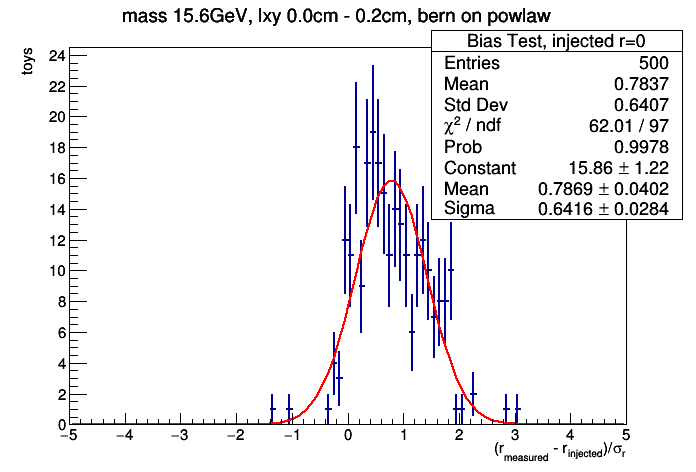 mass 15.6GeV, lxy 0.0cm - 0.2cm, bern on powlaw
Bias Test, injected r=0
Entries 500
Mean 0.7837
Std Dev 0.6407
χ² / ndf 62.01 / 97
Prob 0.9978
Constant 15.86 ± 1.22
Mean 0.7869 ± 0.0402
Sigma 0.6416 ± 0.0284
toys
24
22
20
18
16
14
12
10
8
6
4
2
0
−5 −4 −3 −2 −1 0 1 2 3 4 5
(r_measured - r_injected)/σ_r